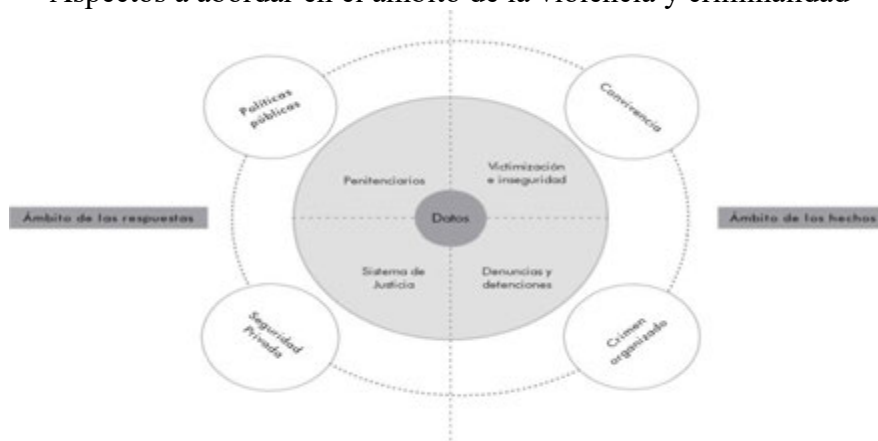 Aspectos a abordar en el ámbito de la violencia y criminalidad
Políticas
públicas
Convivencia
Penitenciarios
Victimización
e inseguridad
Ámbito de las respuestas
Datos
Ámbito de los hechos
Sistema de
Justicia
Denuncias y
detenciones
Seguridad
Privada
Crimen
organizado